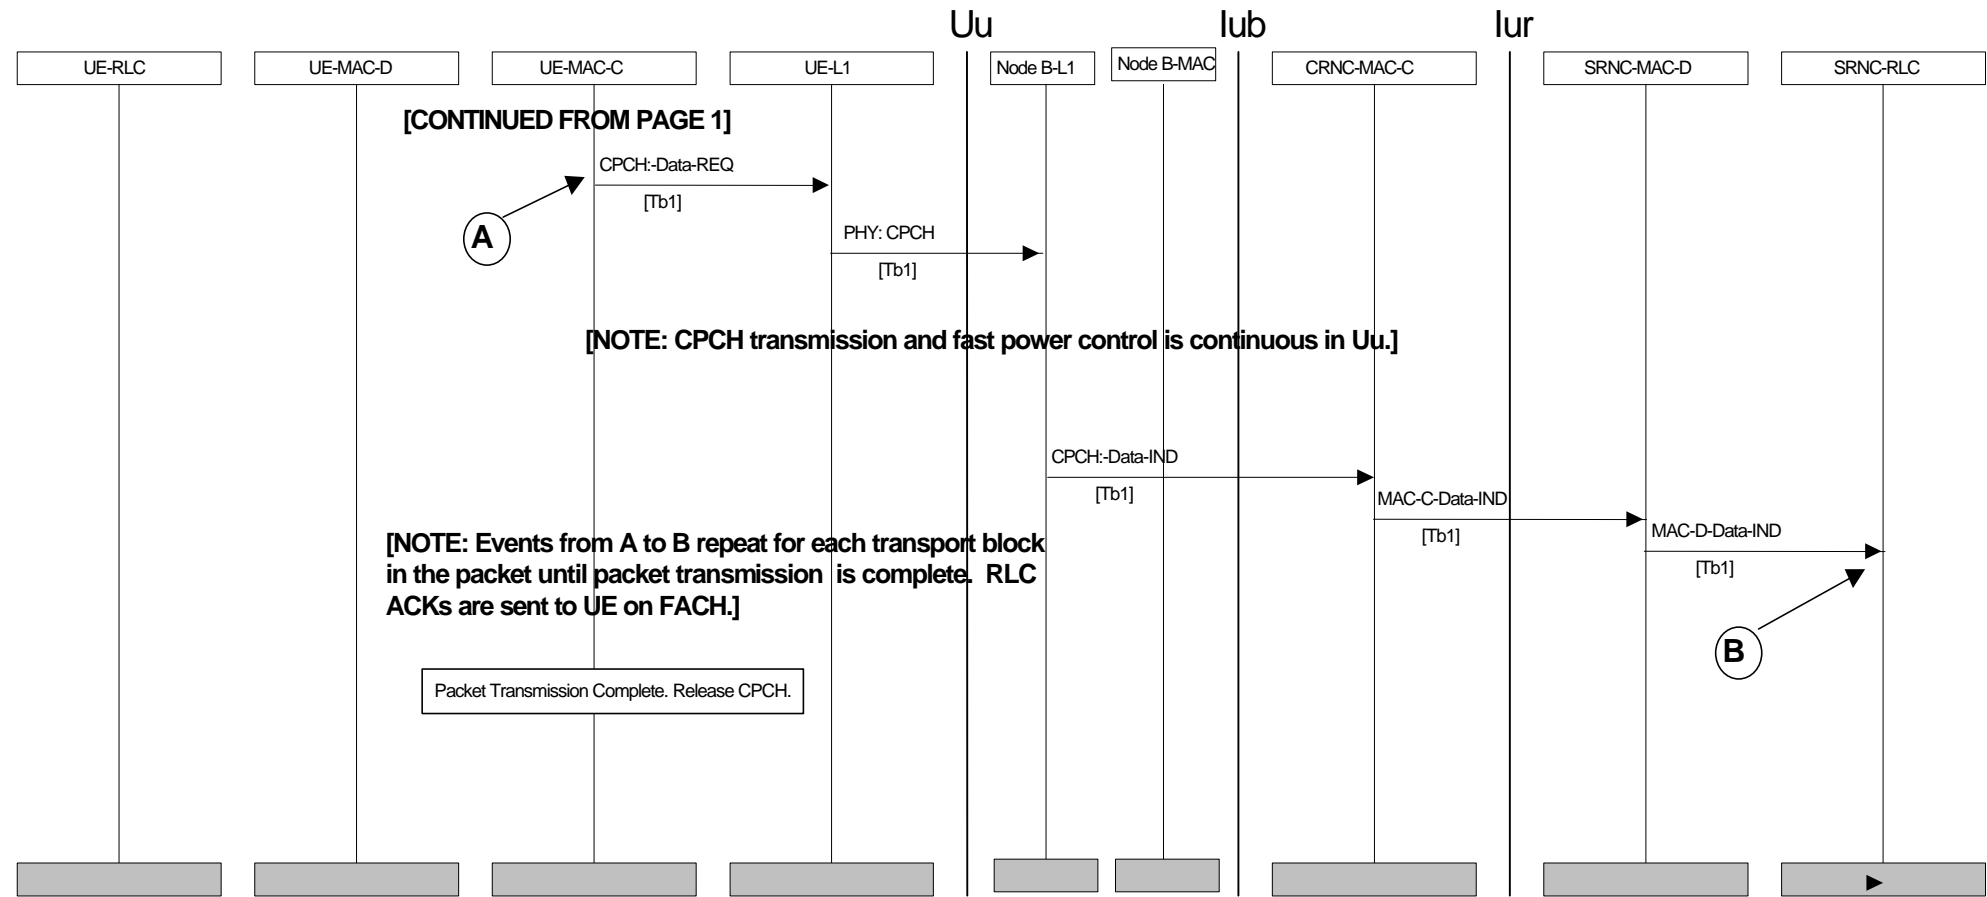 Uu
Iub
Iur
UE-RLC
UE-MAC-D
UE-MAC-C
UE-L1
Node B-L1
Node B-MAC
CRNC-MAC-C
SRNC-MAC-D
SRNC-RLC
[CONTINUED FROM PAGE 1]
CPCH:-Data-REQ
[Tb1]
A
PHY: CPCH
[Tb1]
[NOTE: CPCH transmission and fast power control is continuous in Uu.]
CPCH:-Data-IND
[Tb1]
MAC-C-Data-IND
[Tb1]
MAC-D-Data-IND
[Tb1]
[NOTE: Events from A to B repeat for each transport block
in the packet until packet transmission is complete. RLC
ACKs are sent to UE on FACH.]
B
Packet Transmission Complete. Release CPCH.